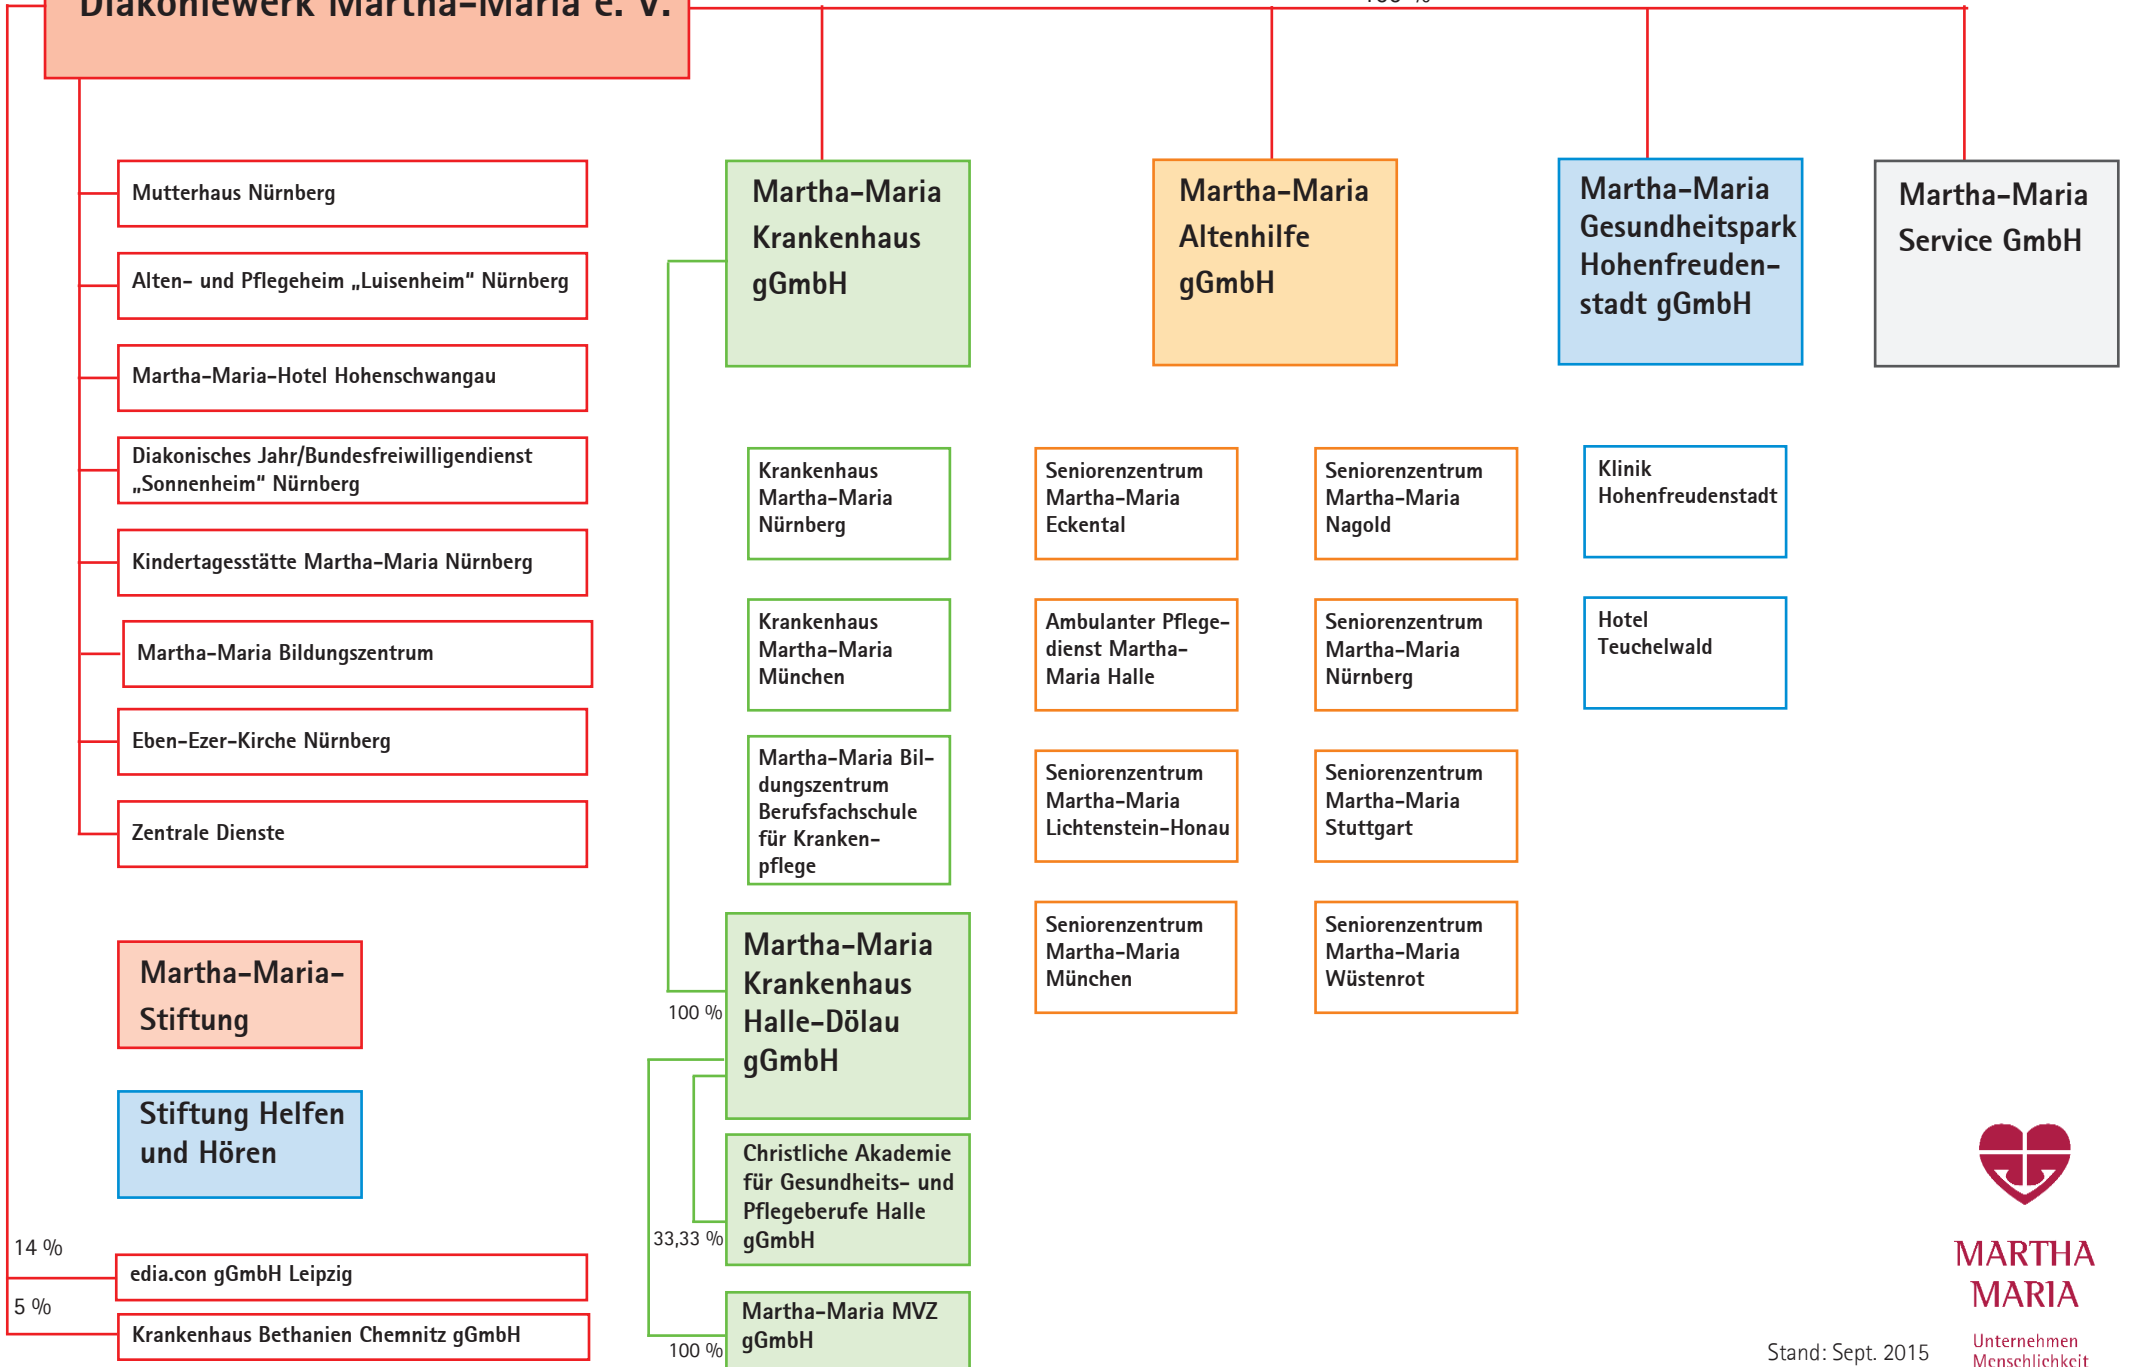 Diakoniewerk Martha-Maria e. V.
100 %
Mutterhaus Nürnberg
Alten- und Pflegeheim „Luisenheim“ Nürnberg
Martha-Maria-Hotel Hohenschwangau
Diakonisches Jahr/Bundesfreiwilligendienst
„Sonnenheim“ Nürnberg
Kindertagesstätte Martha-Maria Nürnberg
Martha-Maria Bildungszentrum
Eben-Ezer-Kirche Nürnberg
Zentrale Dienste
Martha-Maria-
Stiftung
Stiftung Helfen
und Hören
14 %
edia.con gGmbH Leipzig
5 %
Krankenhaus Bethanien Chemnitz gGmbH
Martha-Maria
Krankenhaus
gGmbH
Krankenhaus
Martha-Maria
Nürnberg
Krankenhaus
Martha-Maria
München
Martha-Maria Bil-
dungszentrum
Berufsfachschule
für Kranken-
pflege
Martha-Maria
Krankenhaus
Halle-Dölau
gGmbH
100 %
Christliche Akademie
für Gesundheits- und
Pflegeberufe Halle
gGmbH
33,33 %
Martha-Maria MVZ
gGmbH
100 %
Martha-Maria
Altenhilfe
gGmbH
Seniorenzentrum
Martha-Maria
Eckental
Ambulanter Pflege-
dienst Martha-
Maria Halle
Seniorenzentrum
Martha-Maria
Lichtenstein-Honau
Seniorenzentrum
Martha-Maria
München
Seniorenzentrum
Martha-Maria
Nagold
Seniorenzentrum
Martha-Maria
Nürnberg
Seniorenzentrum
Martha-Maria
Stuttgart
Seniorenzentrum
Martha-Maria
Wüstenrot
Martha-Maria
Gesundheitspark
Hohenfreuden-
stadt gGmbH
Klinik
Hohenfreudenstadt
Hotel
Teuchelwald
Martha-Maria
Service GmbH
MARTHA
MARIA
Unternehmen
Menschlichkeit
Stand: Sept. 2015